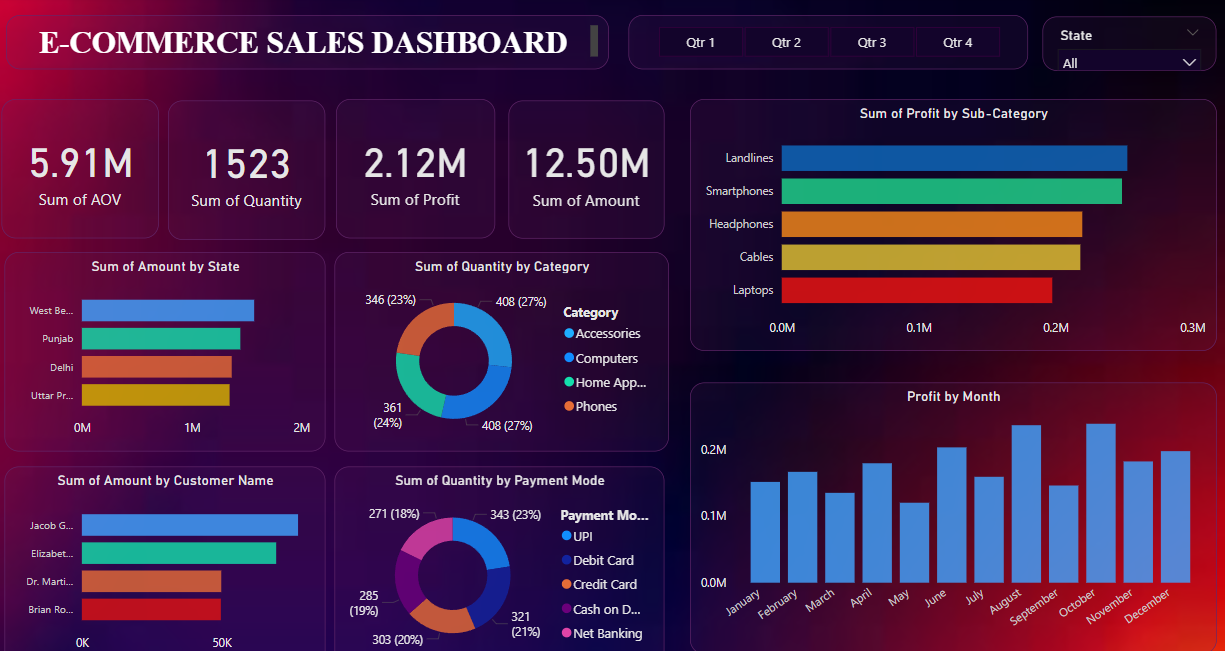 E-COMMERCE SALES DASHBOARD
Qtr 1
Qtr 2
Qtr 3
Qtr 4
State
All
5.91M
Sum of AOV
1523
Sum of Quantity
2.12M
Sum of Profit
12.50M
Sum of Amount
Sum of Profit by Sub-Category
Landlines
Smartphones
Headphones
Cables
Laptops
0.0M
0.1M
0.2M
0.3M
Sum of Amount by State
West Be...
Punjab
Delhi
Uttar Pr...
0M
1M
2M
Sum of Quantity by Category
346 (23%)
408 (27%)
361
(24%)
408 (27%)
Category
Accessories
Computers
Home App...
Phones
Profit by Month
0.2M
0.1M
0.0M
January
February
March
April
May
June
July
August
September
October
November
December
Sum of Amount by Customer Name
Jacob G...
Elizabet...
Dr. Marti...
Brian Ro...
0K
50K
Sum of Quantity by Payment Mode
271 (18%)
343 (23%)
285
(19%)
321
(21%)
303 (20%)
Payment Mo...
UPI
Debit Card
Credit Card
Cash on D...
Net Banking